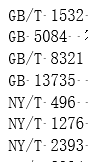 GB/T 1532
GB 5084
GB/T 8321
GB 13735
NY/T 496
NY/T 1276
NY/T 2393